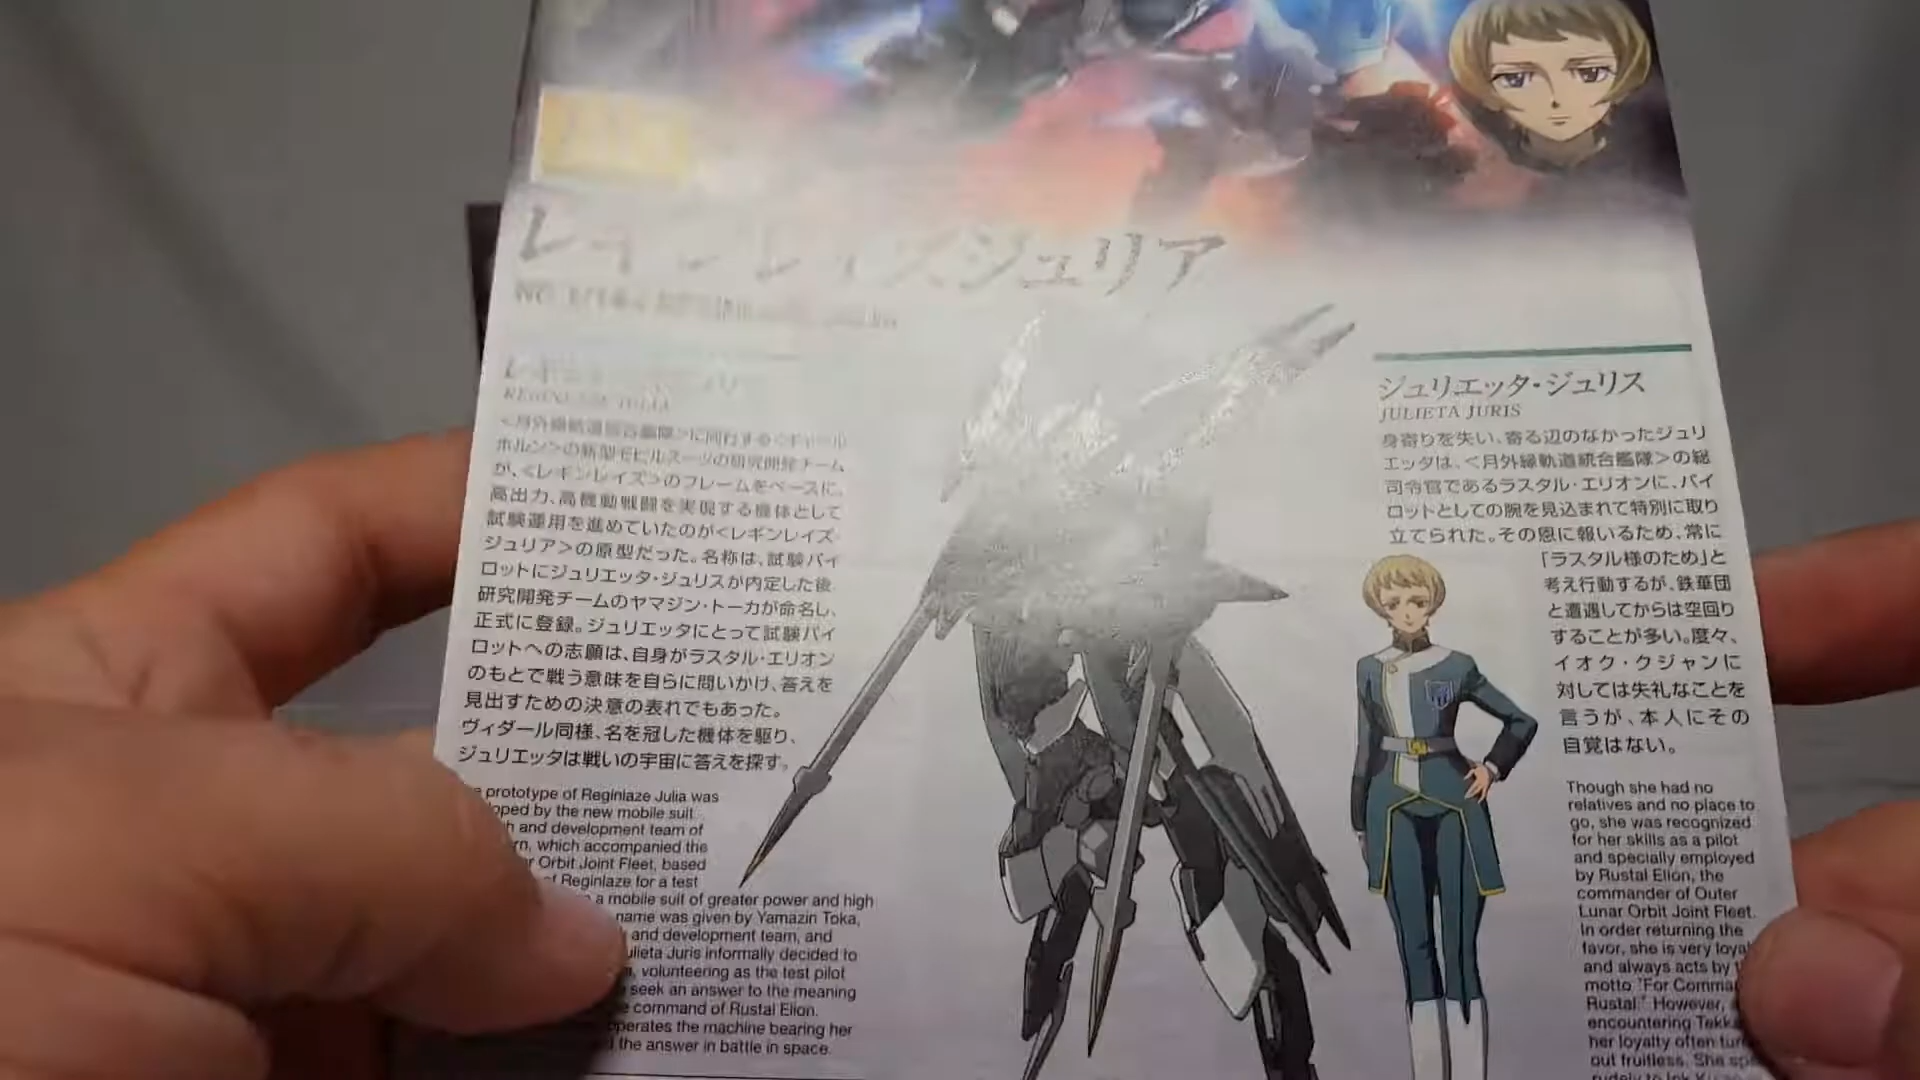 レギンレイズジュリア
REGINLAZE JULIA
<月外縁軌道統合艦隊>に同行する<ギャラル
ホルン>の新型モビルスーツの研究開発チーム
が、<レギンレイズ>のフレームをベースに、
高出力、高機動戦闘を実現する機体として
試験運用を進めていたのが<レギンレイズ・
ジュリア>の原型だった。名称は、試験パイ
ロットにジュリエッタ・ジュリスが内定した後、
研究開発チームのヤマジン・トーカが命名し、
正式に登録。ジュリエッタにとって試験パイ
ロットへの志願は、自身がラスタル・エリオン
のもとで戦う意味を自らに問いかけ、答えを
見出すための決意の表れでもあった。
ヴィダール同様、名を冠した機体を駆り、
ジュリエッタは戦いの宇宙に答えを探す。
prototype of Reginlaze Julia was
oped by the new mobile suit
and development team of
which accompanied the
Orbit Joint Fleet, based
of Reginlaze for a test
a mobile suit of greater power and high
name was given by Yamazin Toka,
and development team, and
ulieta Juris informally decided to
volunteering as the test pilot
seek an answer to the meaning
command of Rustal Elion.
operates the machine bearing her
the answer in battle in space.
ジュリエッタ・ジュリス
JULIETA JURIS
身寄りを失い、寄る辺のなかったジュリ
エッタは、<月外縁軌道統合艦隊>の総
司令官であるラスタル・エリオンに、パイ
ロットとしての腕を見込まれて特別に取り
立てられた。その恩に報いるため、常に
「ラスタル様のため」と
考え行動するが、鉄華団
と遭遇してからは空回り
することが多い。度々、
イオク・クジャンに
対しては失礼なことを
言うが、本人にその
自覚はない。
Though she had no
relatives and no place to
go, she was recognized
for her skills as a pilot
and specially employed
by Rustal Elion, the
commander of Outer
Lunar Orbit Joint Fleet.
In order returning the
favor, she is very loyal
and always acts by
motto "For Comma
Rustal." However,
encountering Tekk
her loyalty often turn
out fruitless. She sp
rudely to Iok Ku